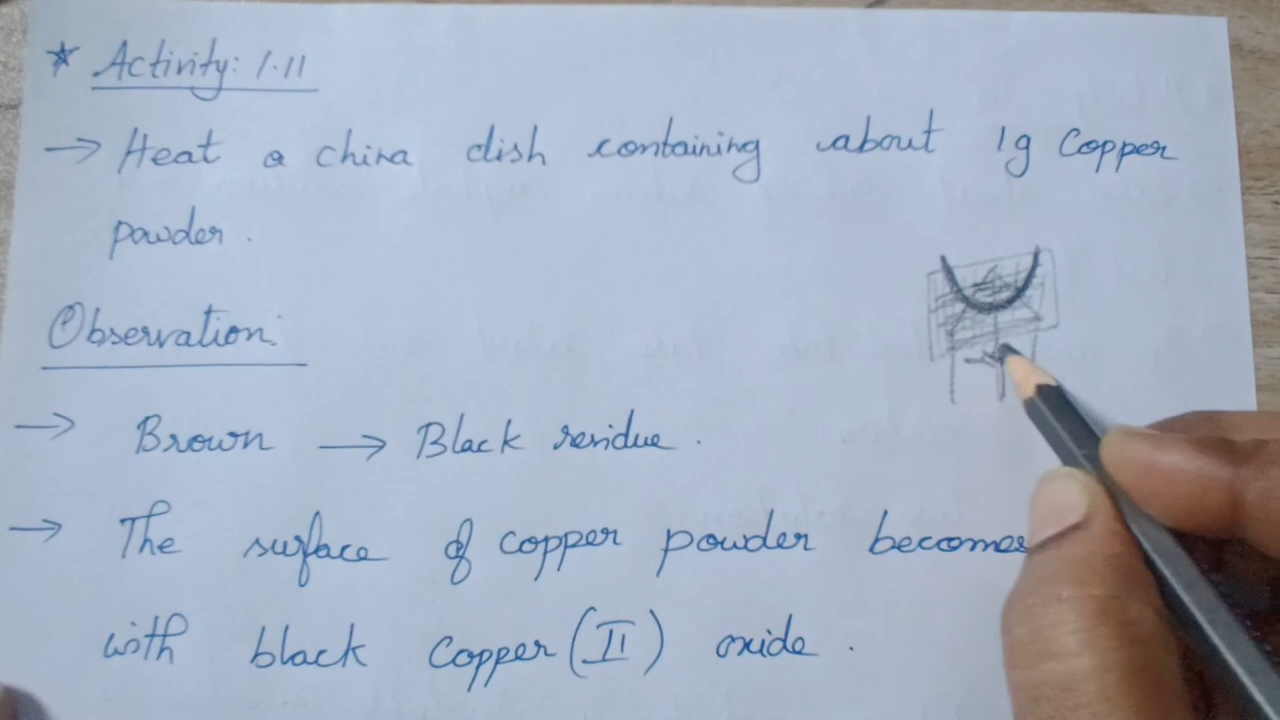 * Activity: 1.11
→ Heat a china dish containing about 1g Copper
powder.
Observation:
→ Brown → Black residue.
→ The surface of copper powder becomes
with black Copper (II) oxide.